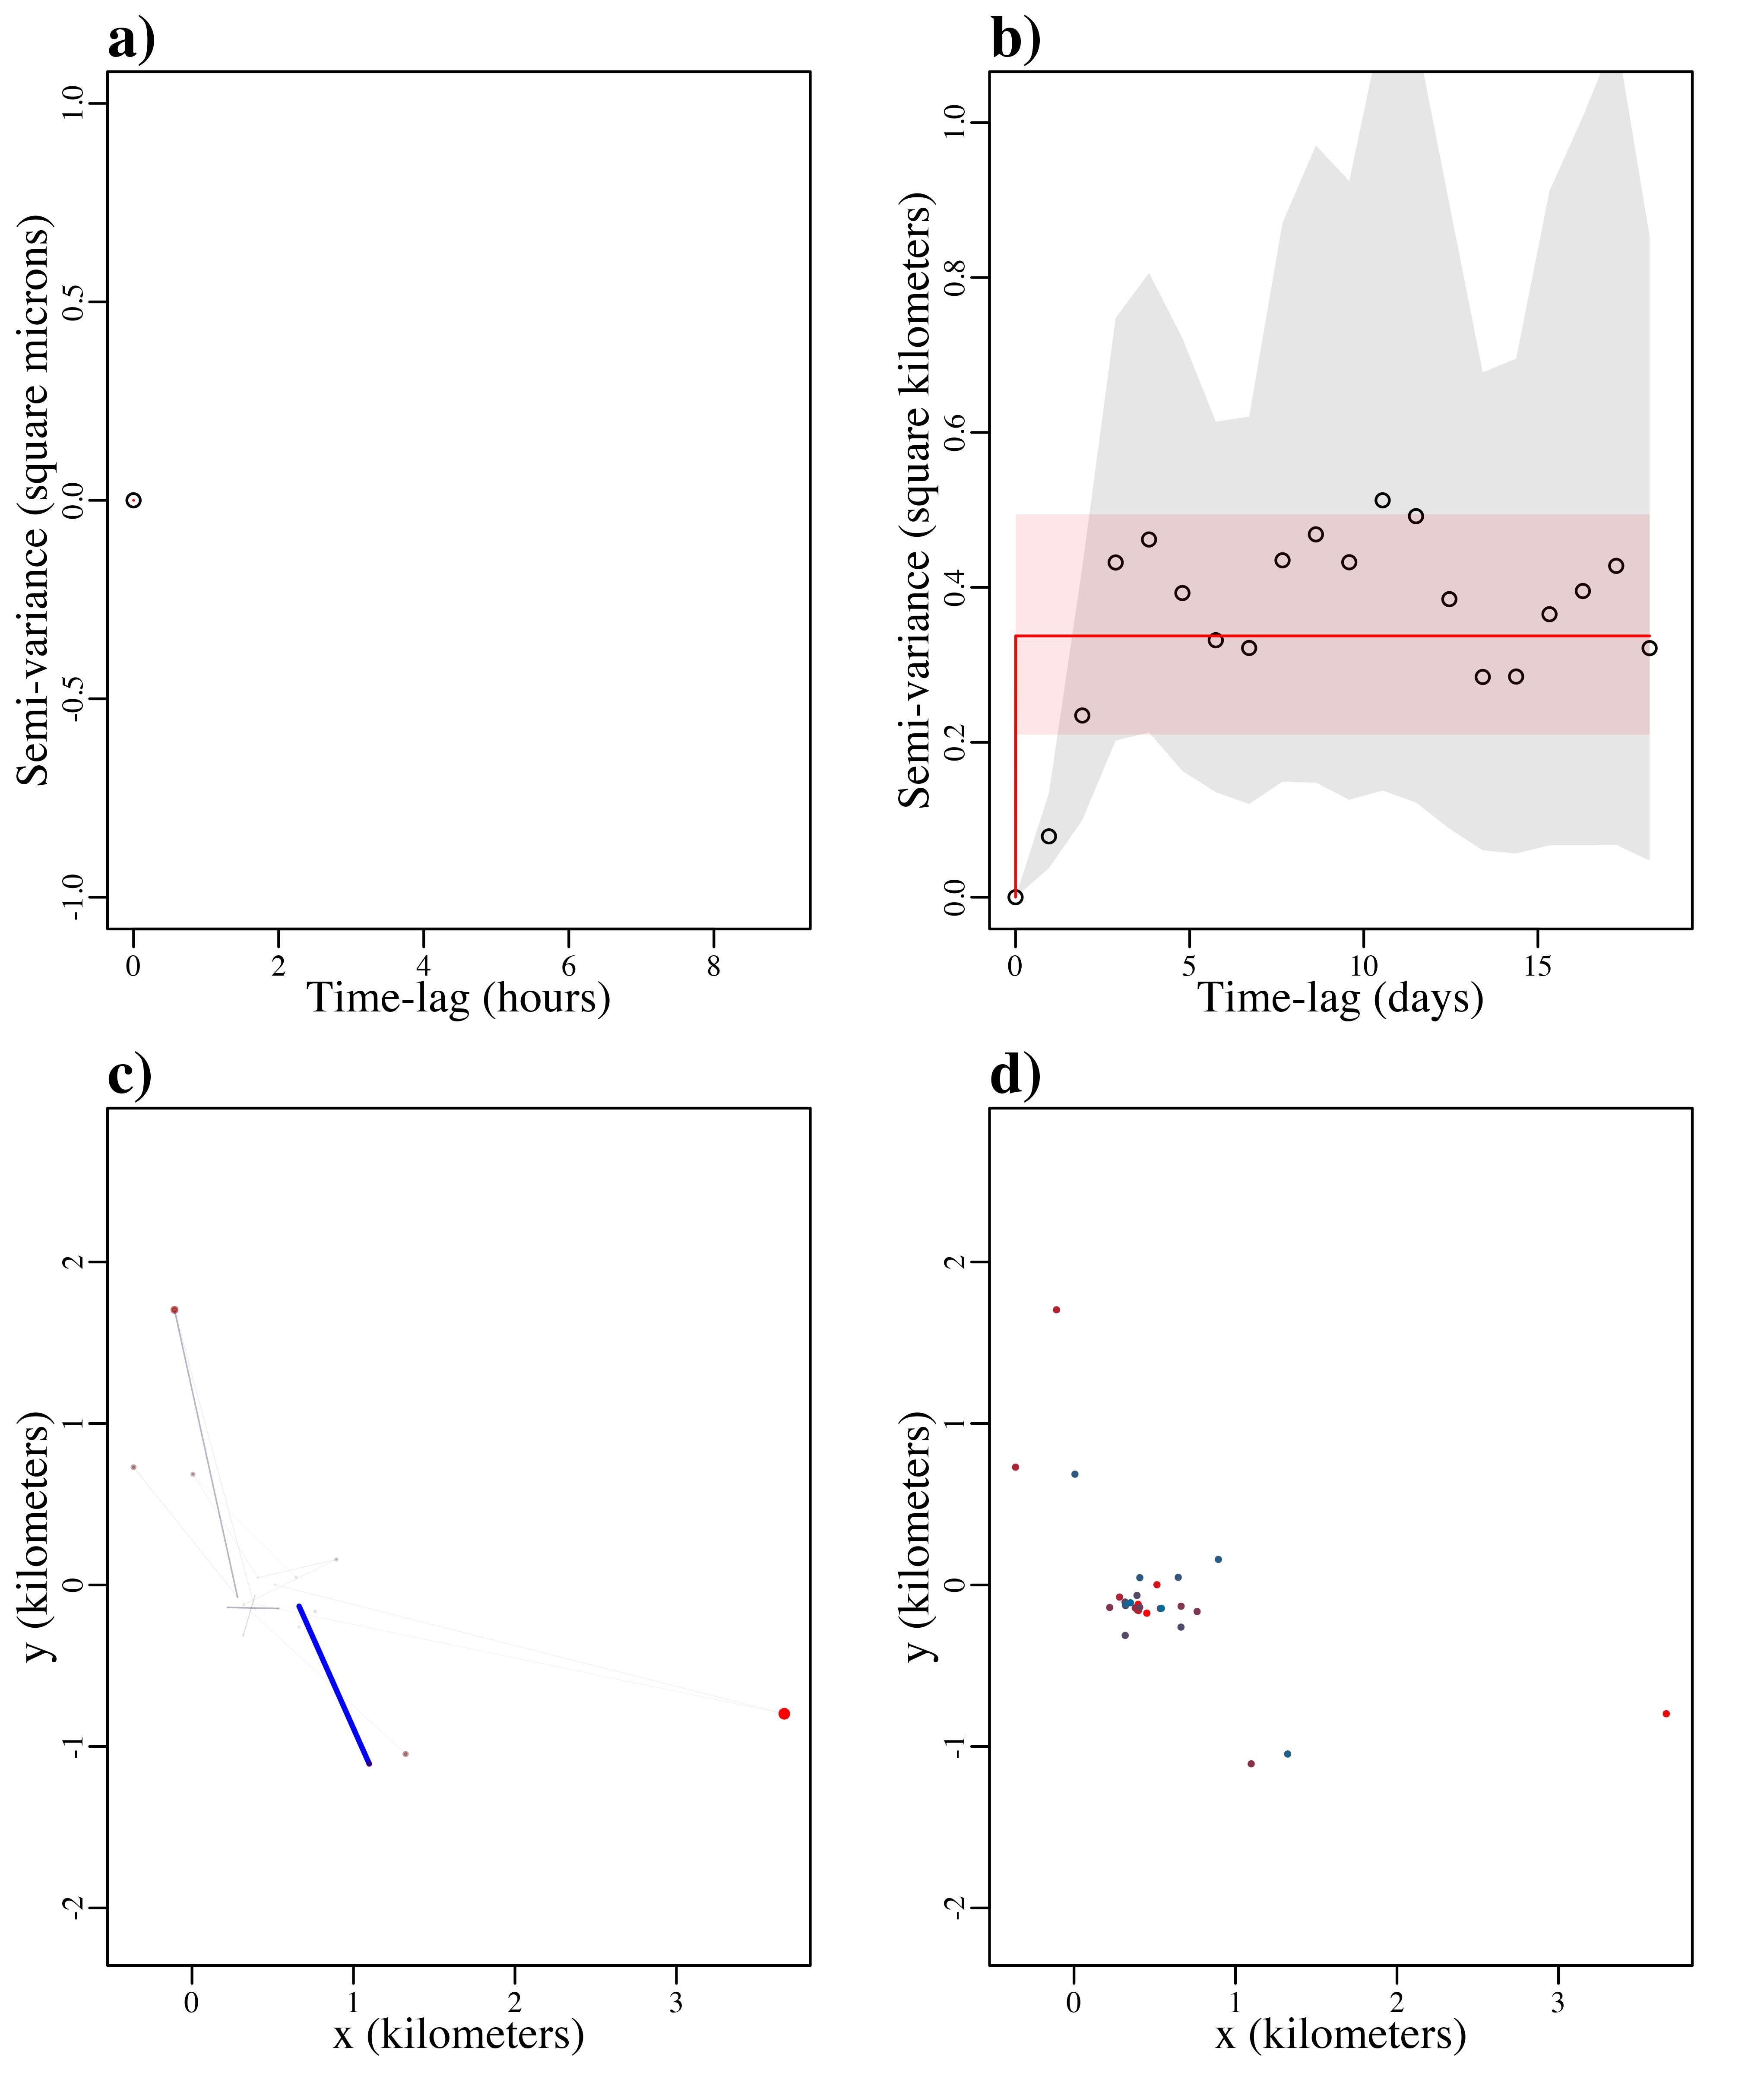 a)
Semi-variance (square microns)
1.0
0.5
0.0
-0.5
-1.0
0 2 4 6 8
Time-lag (hours)
b)
Semi-variance (square kilometers)
1.0
0.8
0.6
0.4
0.2
0.0
0 5 10 15
Time-lag (days)
c)
y (kilometers)
2
1
0
-1
-2
0 1 2 3
x (kilometers)
d)
y (kilometers)
2
1
0
-1
-2
0 1 2 3
x (kilometers)